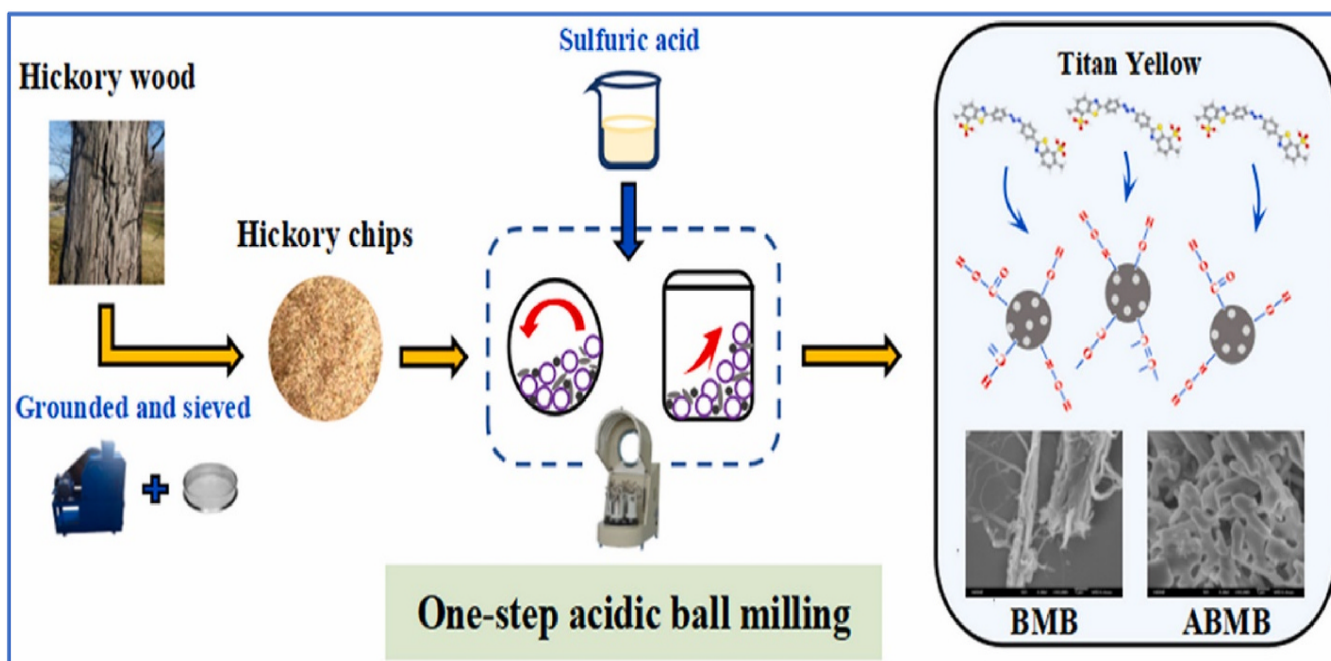 Hickory wood
Grounded and sieved
+
Hickory chips
Sulfuric acid
One-step acidic ball milling
Titan Yellow
BMB
ABMB